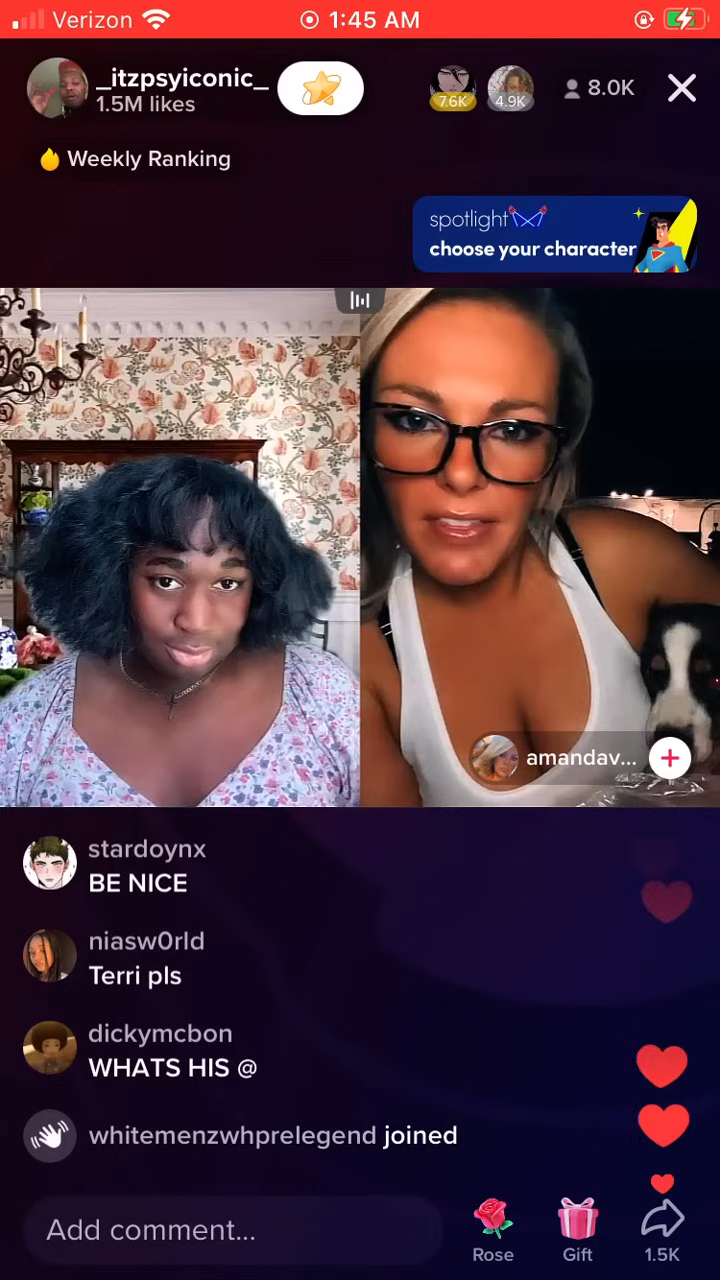 Verizon 1:45 AM
_itzpsyiconic_
1.5M likes
7.6K 4.9K 8.0K
Weekly Ranking
spotlight
choose your character
amandav...
stardoynx
BE NICE
niasw0rld
Terri pls
dickymcbon
WHATS HIS @
whitemenzwhprelegend joined
Add comment...
Rose Gift 1.5K